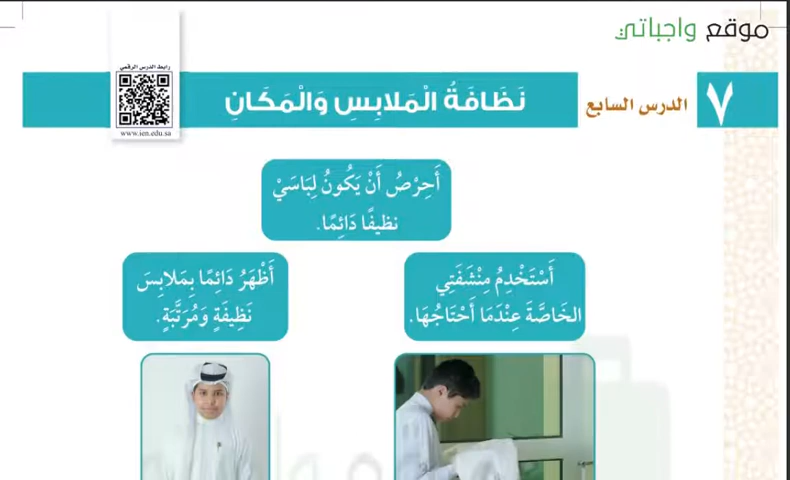 موقع واجباتي
٧
الدرس السابع
نَظَافَةُ الْمَلابِسِ وَالْمَكَانِ
رابط الدرس الرقمي
www.ien.edu.sa
أَحِرْصُ أَنْ يَكُونُ لِبَاسَيْ
نظيفًا دَائِمًا.
أَسْتَخْدِمُ مِنْشَفَتِي
الخَاصَّةَ عِنْدَمَا أَحْتَاجُهَا.
أَظْهَرُ دَائِمًا بِمَلابِسَ
نَظِيفَةٍ وَمُرَتَّبَةٍ.